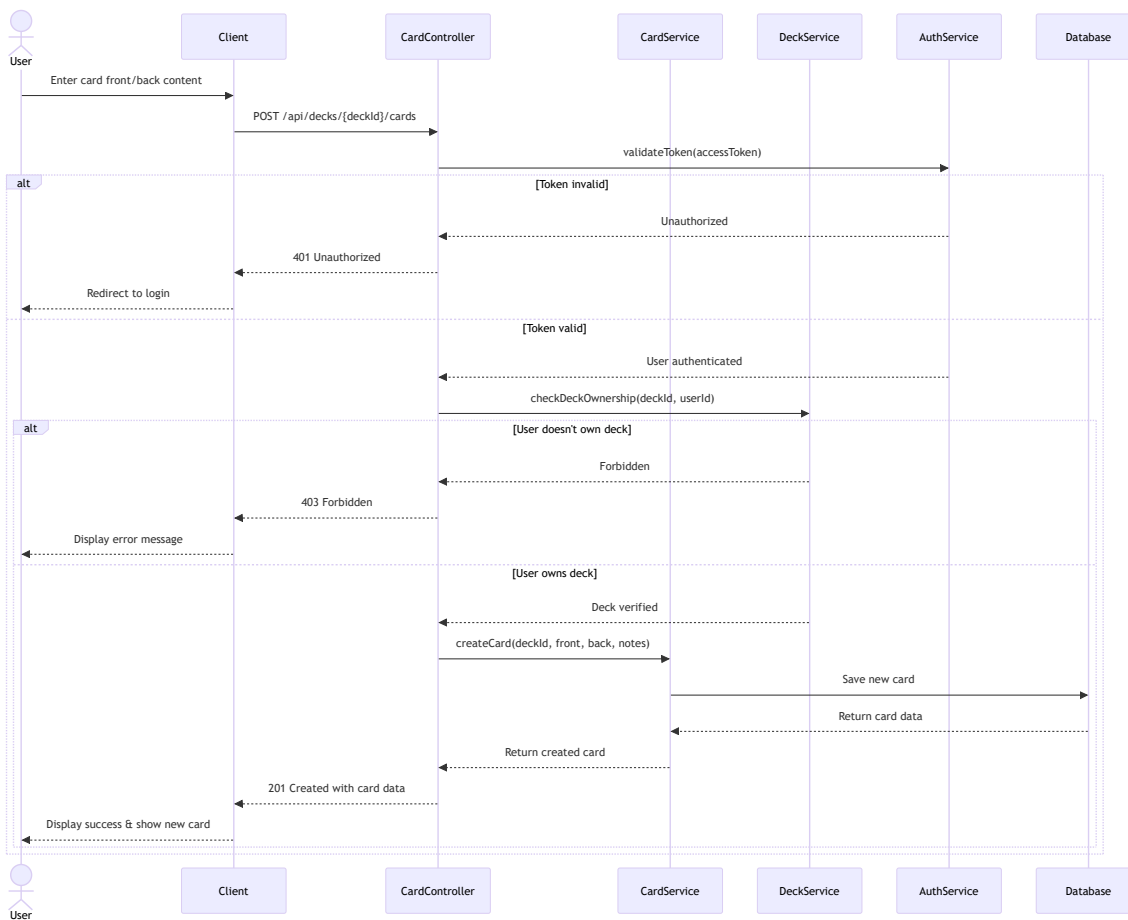 User
Client
CardController
CardService
DeckService
AuthService
Database
Enter card front/back content
POST /api/decks/{deckId}/cards
validateToken(accessToken)
alt
[Token invalid]
Unauthorized
401 Unauthorized
Redirect to login
[Token valid]
User authenticated
checkDeckOwnership(deckId, userId)
alt
[User doesn't own deck]
Forbidden
403 Forbidden
Display error message
[User owns deck]
Deck verified
createCard(deckId, front, back, notes)
Save new card
Return card data
Return created card
201 Created with card data
Display success & show new card
User
Client
CardController
CardService
DeckService
AuthService
Database